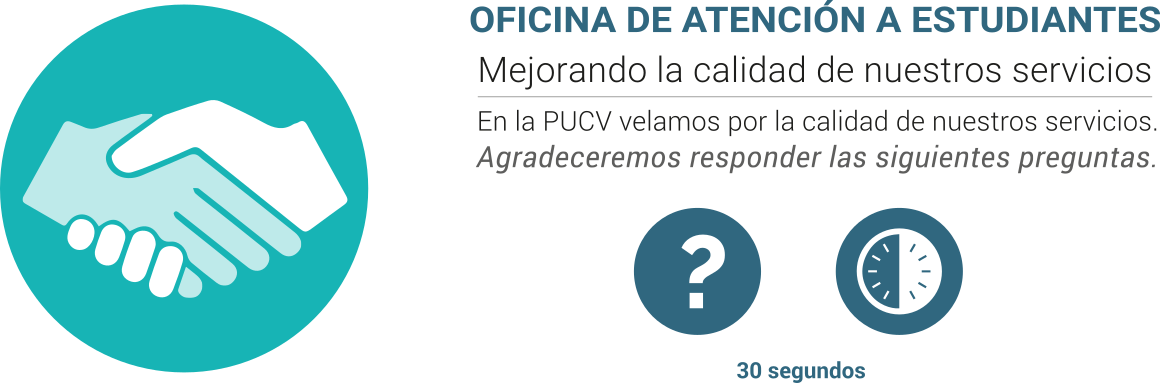 OFICINA DE ATENCIÓN A ESTUDIANTES
Mejorando la calidad de nuestros servicios
En la PUCV velamos por la calidad de nuestros servicios.
Agradeceremos responder las siguientes preguntas.
?
30 segundos